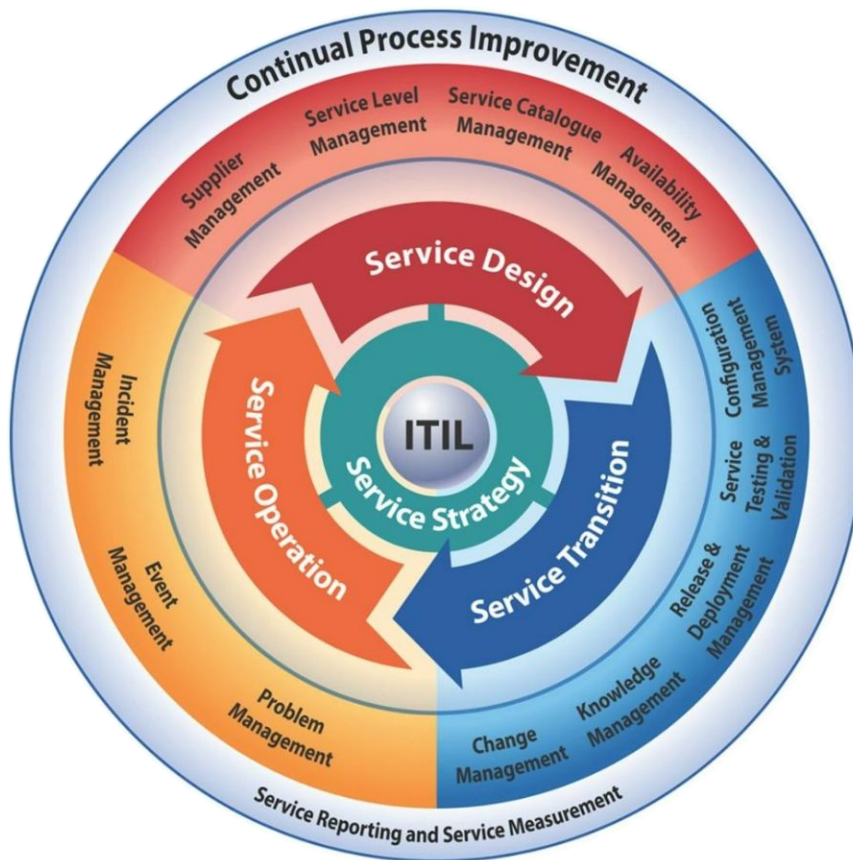 Continual Process Improvement
Supplier
Management
Service Level
Management
Service Catalogue
Management
Availability
Management
Configuration
Management
System
Service
Testing &
Validation
Release &
Deployment
Management
Knowledge
Management
Change
Management
Problem
Management
Event
Management
Incident
Management
Service Design
Service Transition
Service Operation
Service Strategy
ITIL
Service Reporting and Service Measurement